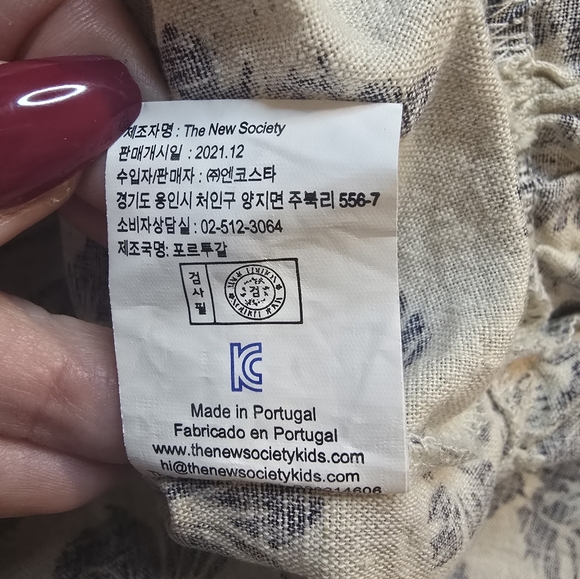 제조자명 : The New Society
판매개시일 : 2021.12
수입자/판매자 : ㈜엔코스타
경기도 용인시 처인구 양지면 주북리 556-7
소비자상담실 : 02-512-3064
제조국명: 포르투갈
검사필
검
KC
Made in Portugal
Fabricado en Portugal
www.thenewsocietykids.com
hi@thenewsocietykids.com